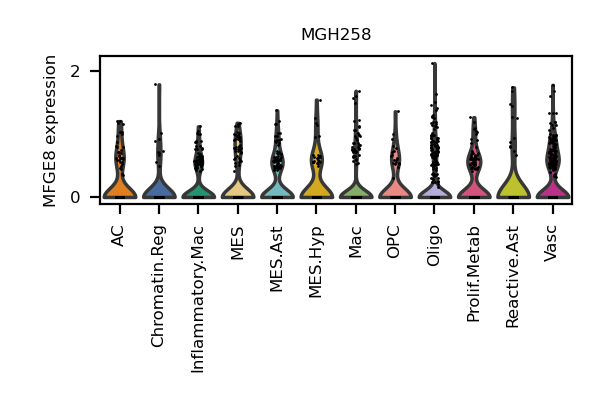 MGH258
MFGE8 expression
2
0
AC
Chromatin.Reg
Inflammatory.Mac
MES
MES.Ast
MES.Hyp
Mac
OPC
Oligo
Prolif.Metab
Reactive.Ast
Vasc